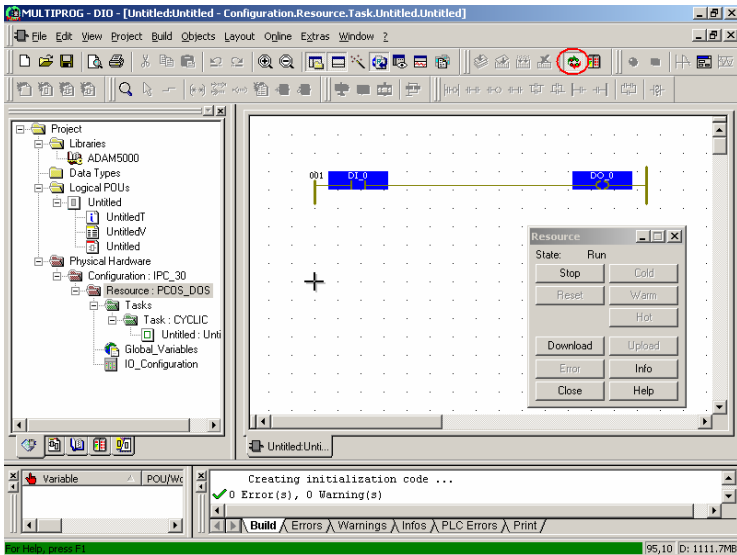 MULTIPROG - DIO - [Untitled:Untitled - Configuration.Resource.Task.Untitled.Untitled]
File Edit View Project Build Objects Layout Online Extras Window ?
Project
Libraries
ADAM5000
Data Types
Logical POUs
Untitled
UntitledT
UntitledV
Untitled
Physical Hardware
Configuration : IPC_30
Resource : PCOS_DOS
Tasks
Task : CYCLIC
Untitled : Unti
Global_Variables
IO_Configuration
001 DI_0 DO_0
Resource
State: Run
Stop Cold
Reset Warm
Hot
Download Upload
Error Info
Close Help
Untitled:Unti...
Variable POU/Wc
Creating initialization code ...
0 Error(s), 0 Warning(s)
Build Errors Warnings Infos PLC Errors Print
For Help, press F1
95,10 D: 1111.7MB